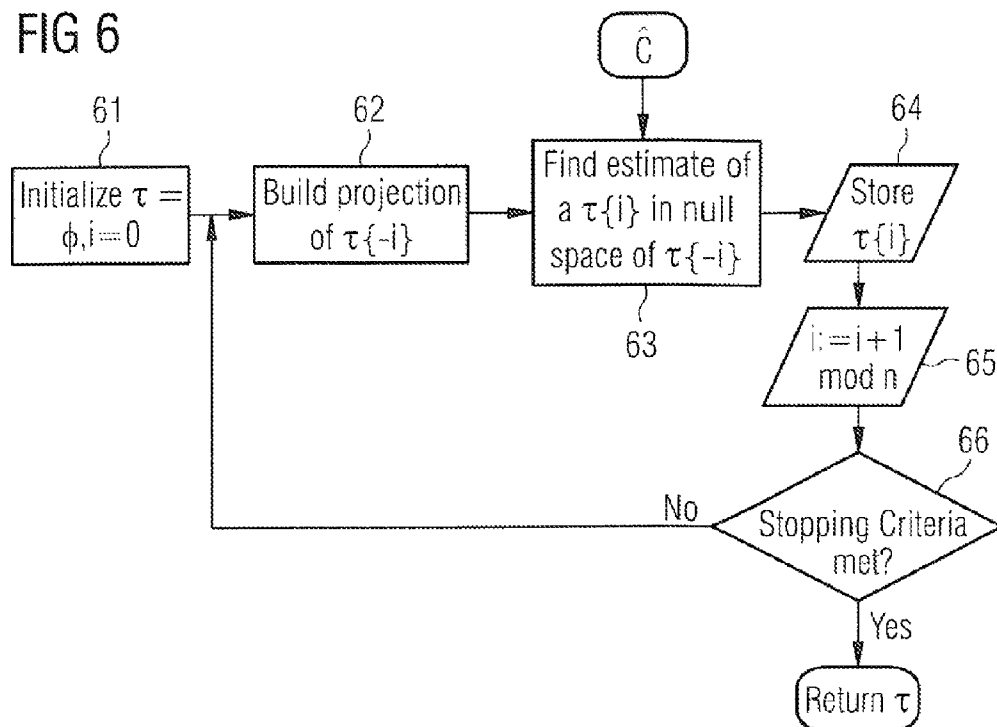 FIG 6
Ĉ
61
Initialize τ =
ϕ,i=0
62
Build projection
of τ{-i}
Find estimate of
a τ{i} in null
space of τ{-i}
63
64
Store
τ{i}
i:=i+1
mod n
65
66
Stopping Criteria
met?
No
Yes
Return τ